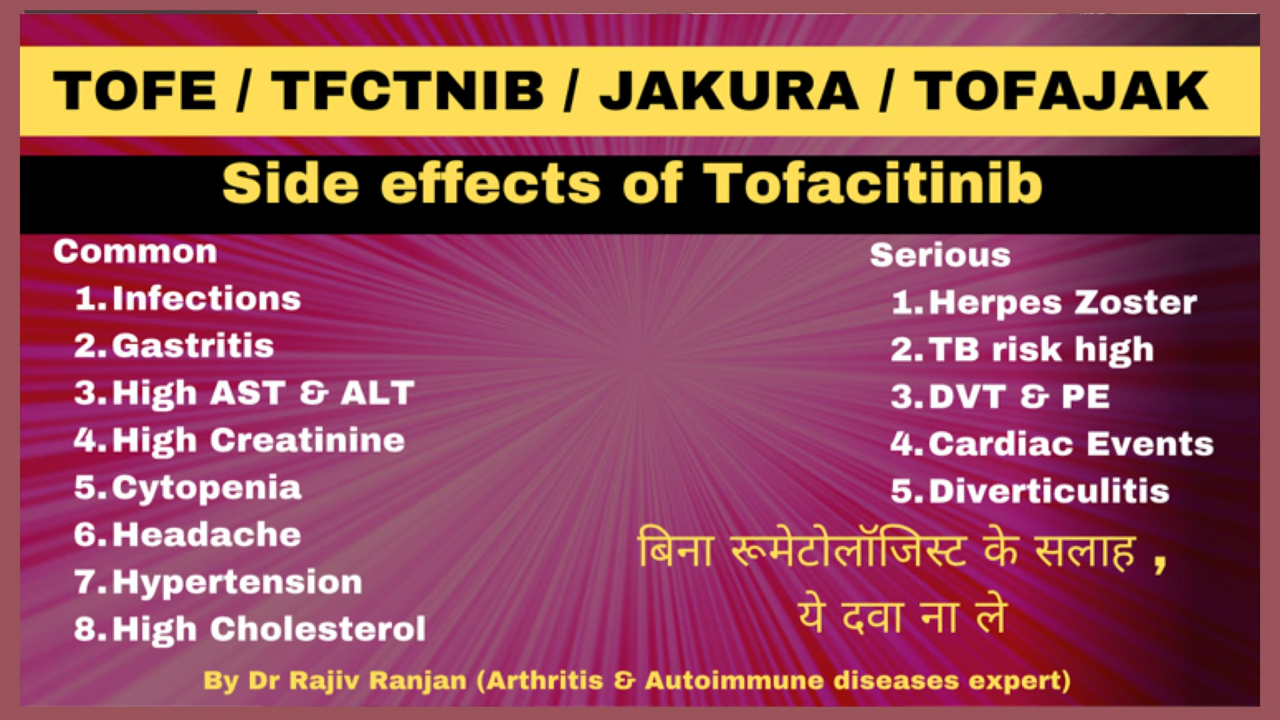 TOFE / TFCTNIB / JAKURA / TOFAJAK
Side effects of Tofacitinib
Common
1. Infections
2. Gastritis
3. High AST & ALT
4. High Creatinine
5. Cytopenia
6. Headache
7. Hypertension
8. High Cholesterol
Serious
1. Herpes Zoster
2. TB risk high
3. DVT & PE
4. Cardiac Events
5. Diverticulitis
बिना रूमेटोलॉजिस्ट के सलाह ,
ये दवा ना ले
By Dr Rajiv Ranjan (Arthritis & Autoimmune diseases expert)